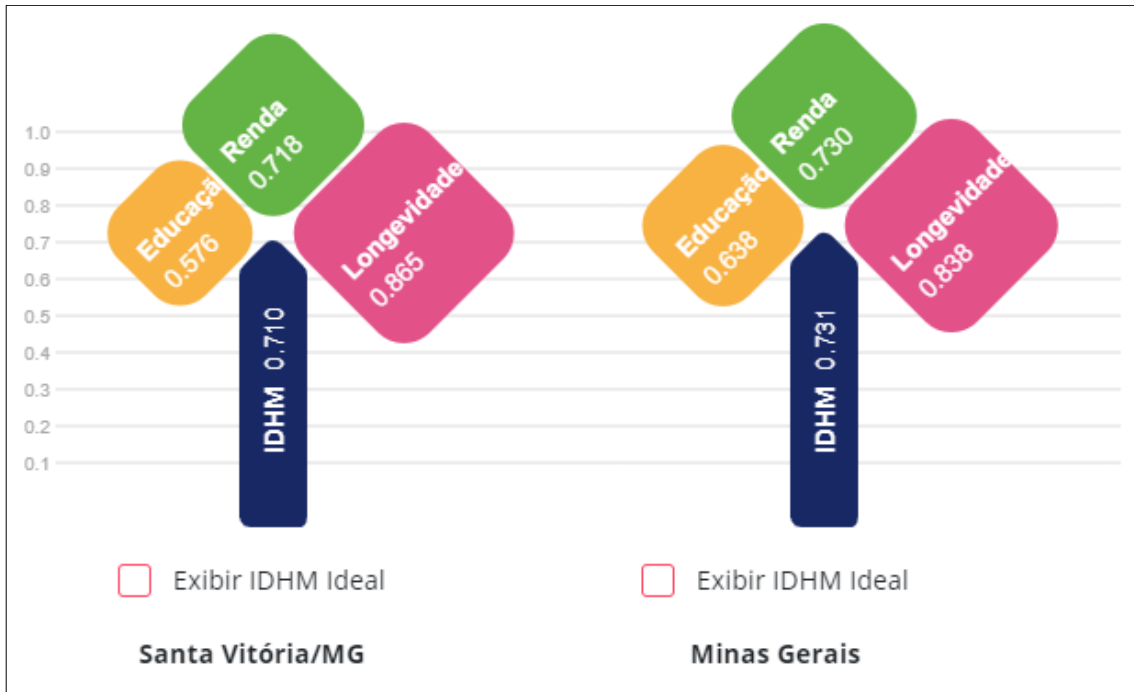 1.0
0.9
0.8
0.7
0.6
0.5
0.4
0.3
0.2
0.1
Educaçã
0.576
Renda
0.718
Longevidade
0.865
IDHM 0.710
Educação
0.638
Renda
0.730
Longevidade
0.838
IDHM 0.731
Exibir IDHM Ideal
Exibir IDHM Ideal
Santa Vitória/MG
Minas Gerais